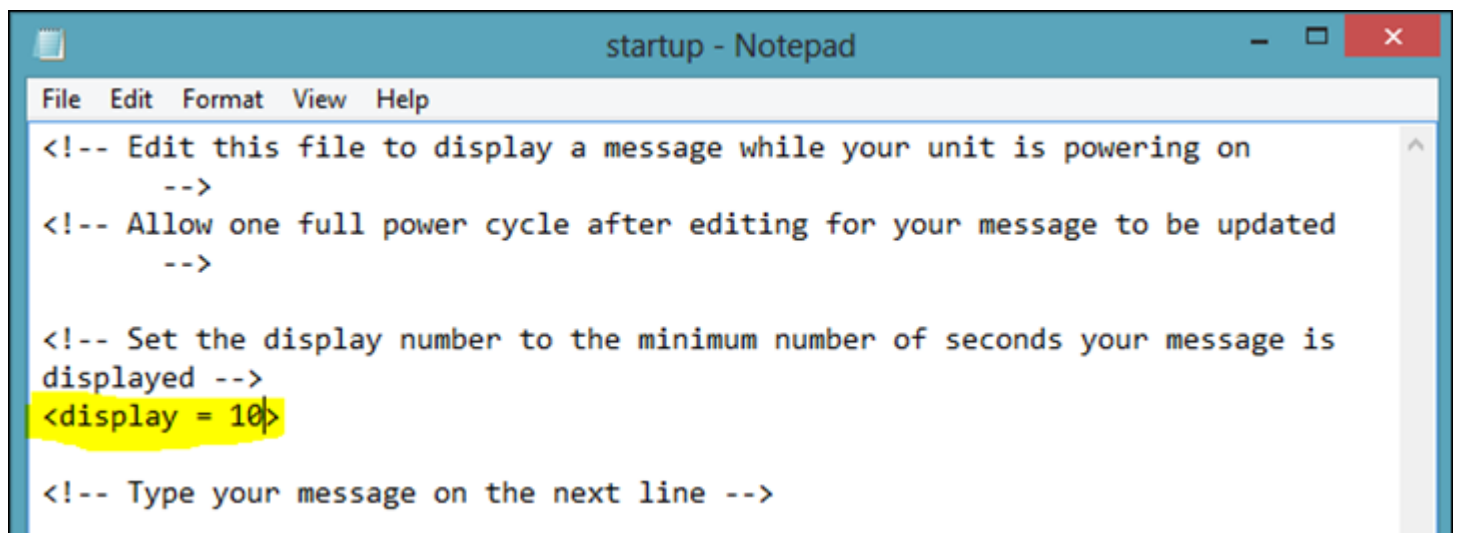 startup - Notepad
File Edit Format View Help
<!-- Edit this file to display a message while your unit is powering on
-->
<!-- Allow one full power cycle after editing for your message to be updated
-->
<!-- Set the display number to the minimum number of seconds your message is
displayed -->
<display = 10>
<!-- Type your message on the next line -->